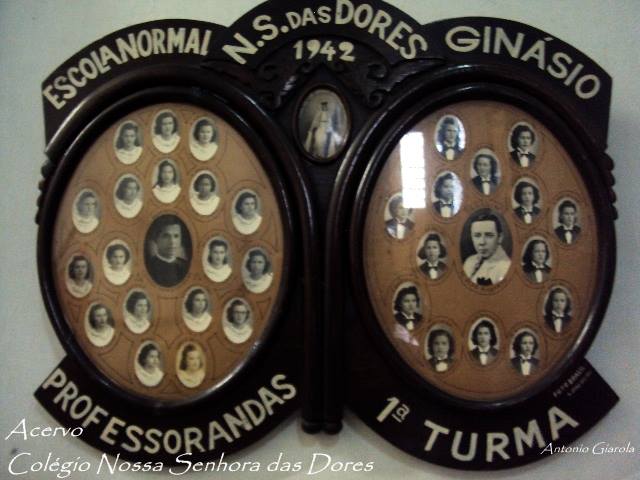 ESCOLA NORMAL
N.S. DAS DORES
1942
GINÁSIO
PROFESSORANDAS
1ª TURMA
Acervo
Colégio Nossa Senhora das Dores
Antonio Giarola